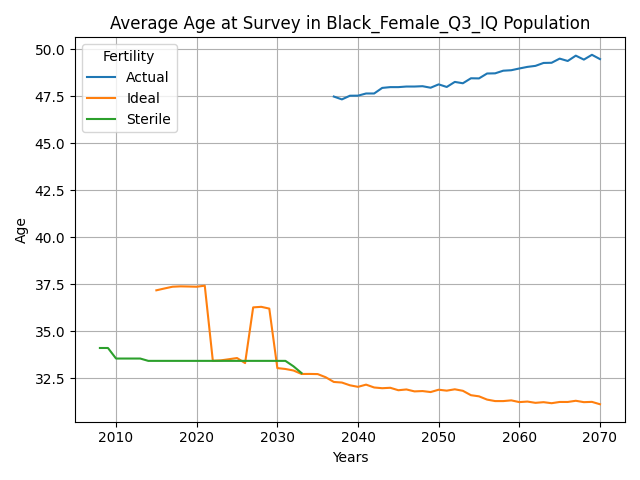 Average Age at Survey in Black_Female_Q3_IQ Population
Fertility
Actual
Ideal
Sterile
Age
50.0
47.5
45.0
42.5
40.0
37.5
35.0
32.5
2010 2020 2030 2040 2050 2060 2070
Years